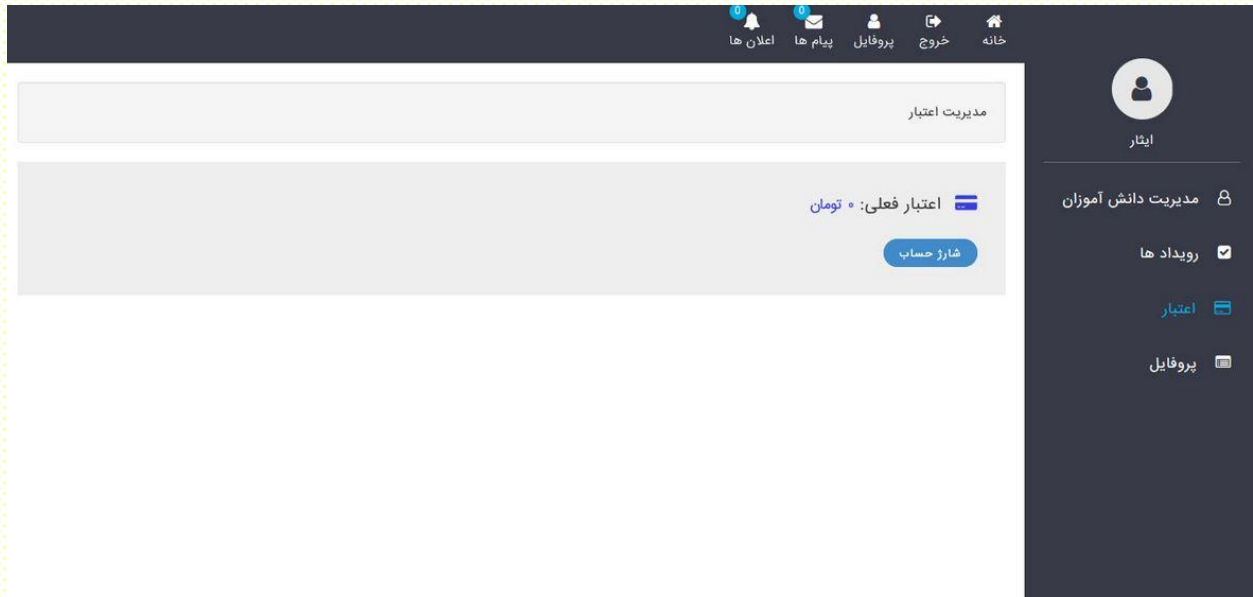 خانه
خروج
پروفایل
پیام ها
0
اعلان ها
0
ایثار
مدیریت دانش آموزان
رویداد ها
اعتبار
پروفایل
مدیریت اعتبار
اعتبار فعلی: ۰ تومان
شارژ حساب